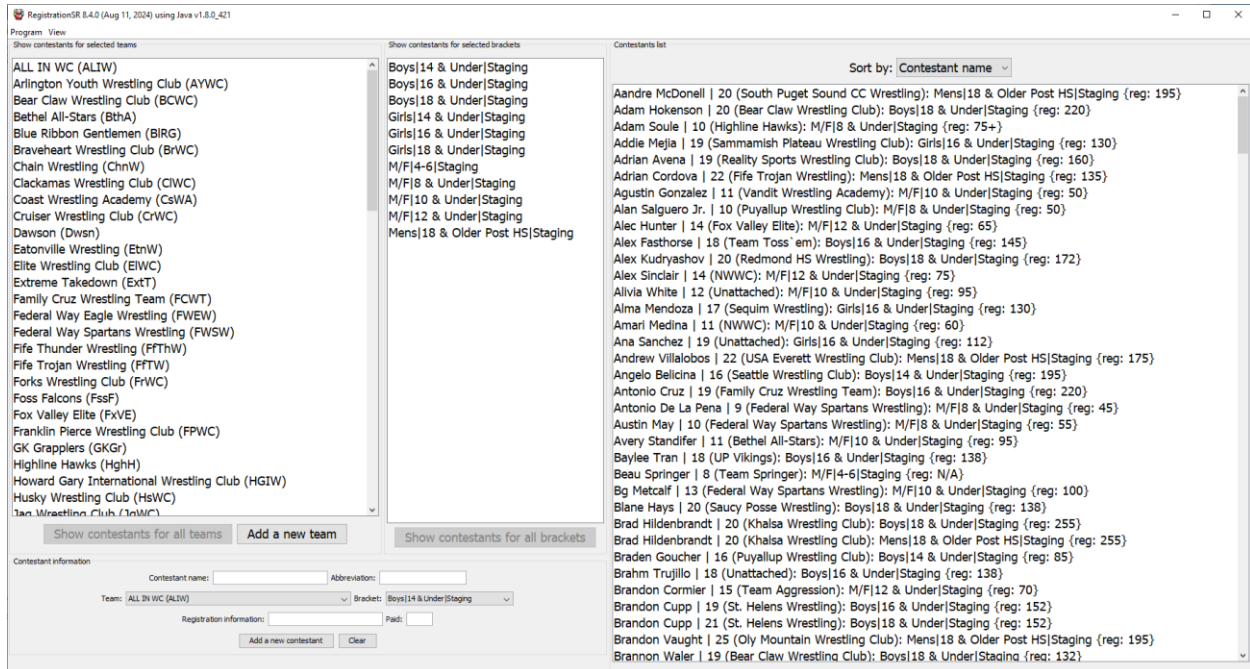 RegistrationSR 8.4.0 (Aug 11, 2024) using Java v1.8.0_421
Program View
Show contestants for selected teams
ALL IN WC (ALIW)
Arlington Youth Wrestling Club (AYWC)
Bear Claw Wrestling Club (BCWC)
Bethel All-Stars (BthA)
Blue Ribbon Gentlemen (BlRG)
Braveheart Wrestling Club (BrWC)
Chain Wrestling (ChnW)
Clackamas Wrestling Club (ClWC)
Coast Wrestling Academy (CsWA)
Cruiser Wrestling Club (CrWC)
Dawson (Dwsn)
Eatonville Wrestling (EtnW)
Elite Wrestling Club (ElWC)
Extreme Takedown (ExtT)
Family Cruz Wrestling Team (FCWT)
Federal Way Eagle Wrestling (FWEW)
Federal Way Spartans Wrestling (FWSW)
Fife Thunder Wrestling (FfThW)
Fife Trojan Wrestling (FfTW)
Forks Wrestling Club (FrWC)
Foss Falcons (FssF)
Fox Valley Elite (FxVE)
Franklin Pierce Wrestling Club (FPWC)
GK Grapplers (GKGr)
Highline Hawks (HghH)
Howard Gary International Wrestling Club (HGIW)
Husky Wrestling Club (HsWC)
Jag Wrestling Club (JgWC)
Show contestants for all teams
Add a new team
Show contestants for selected brackets
Boys|14 & Under|Staging
Boys|16 & Under|Staging
Boys|18 & Under|Staging
Girls|14 & Under|Staging
Girls|16 & Under|Staging
Girls|18 & Under|Staging
M/F|4-6|Staging
M/F|8 & Under|Staging
M/F|10 & Under|Staging
M/F|12 & Under|Staging
Mens|18 & Older Post HS|Staging
Show contestants for all brackets
Contestant information
Contestant name:
Abbreviation:
Team: ALL IN WC (ALIW)
Bracket: Boys|14 & Under|Staging
Registration information:
Paid:
Add a new contestant
Clear
Contestants list
Sort by: Contestant name
Aandre McDonell | 20 (South Puget Sound CC Wrestling): Mens|18 & Older Post HS|Staging {reg: 195}
Adam Hokenson | 20 (Bear Claw Wrestling Club): Boys|18 & Under|Staging {reg: 220}
Adam Soule | 10 (Highline Hawks): M/F|8 & Under|Staging {reg: 75+}
Addie Mejia | 19 (Sammamish Plateau Wrestling Club): Girls|16 & Under|Staging {reg: 130}
Adrian Avena | 19 (Reality Sports Wrestling Club): Boys|18 & Under|Staging {reg: 160}
Adrian Cordova | 22 (Fife Trojan Wrestling): Mens|18 & Older Post HS|Staging {reg: 135}
Agustin Gonzalez | 11 (Vandit Wrestling Academy): M/F|10 & Under|Staging {reg: 50}
Alan Salguero Jr. | 10 (Puyallup Wrestling Club): M/F|8 & Under|Staging {reg: 50}
Alec Hunter | 14 (Fox Valley Elite): M/F|12 & Under|Staging {reg: 65}
Alex Fasthorse | 18 (Team Toss`em): Boys|16 & Under|Staging {reg: 145}
Alex Kudryashov | 20 (Redmond HS Wrestling): Boys|18 & Under|Staging {reg: 172}
Alex Sinclair | 14 (NWWC): M/F|12 & Under|Staging {reg: 75}
Alivia White | 12 (Unattached): M/F|10 & Under|Staging {reg: 95}
Alma Mendoza | 17 (Sequim Wrestling): Girls|16 & Under|Staging {reg: 130}
Amari Medina | 11 (NWWC): M/F|10 & Under|Staging {reg: 60}
Ana Sanchez | 19 (Unattached): Girls|16 & Under|Staging {reg: 112}
Andrew Villalobos | 22 (USA Everett Wrestling Club): Mens|18 & Older Post HS|Staging {reg: 175}
Angelo Belicina | 16 (Seattle Wrestling Club): Boys|14 & Under|Staging {reg: 195}
Antonio Cruz | 19 (Family Cruz Wrestling Team): Boys|16 & Under|Staging {reg: 220}
Antonio De La Pena | 9 (Federal Way Spartans Wrestling): M/F|8 & Under|Staging {reg: 45}
Austin May | 10 (Federal Way Spartans Wrestling): M/F|8 & Under|Staging {reg: 55}
Avery Standifer | 11 (Bethel All-Stars): M/F|10 & Under|Staging {reg: 95}
Baylee Tran | 18 (UP Vikings): Boys|16 & Under|Staging {reg: 138}
Beau Springer | 8 (Team Springer): M/F|4-6|Staging {reg: N/A}
Bg Metcalf | 13 (Federal Way Spartans Wrestling): M/F|10 & Under|Staging {reg: 100}
Blane Hays | 20 (Saucy Posse Wrestling): Boys|18 & Under|Staging {reg: 138}
Brad Hildenbrandt | 20 (Khalsa Wrestling Club): Boys|18 & Under|Staging {reg: 255}
Brad Hildenbrandt | 20 (Khalsa Wrestling Club): Mens|18 & Older Post HS|Staging {reg: 255}
Braden Goucher | 16 (Puyallup Wrestling Club): Boys|14 & Under|Staging {reg: 85}
Brahm Trujillo | 18 (Unattached): Boys|16 & Under|Staging {reg: 138}
Brandon Cormier | 15 (Team Aggression): M/F|12 & Under|Staging {reg: 70}
Brandon Cupp | 19 (St. Helens Wrestling): Boys|16 & Under|Staging {reg: 152}
Brandon Cupp | 21 (St. Helens Wrestling): Boys|18 & Under|Staging {reg: 152}
Brandon Vaught | 25 (Oly Mountain Wrestling Club): Mens|18 & Older Post HS|Staging {reg: 195}
Brannon Waler | 19 (Bear Claw Wrestling Club): Boys|18 & Under|Staging {reg: 132}